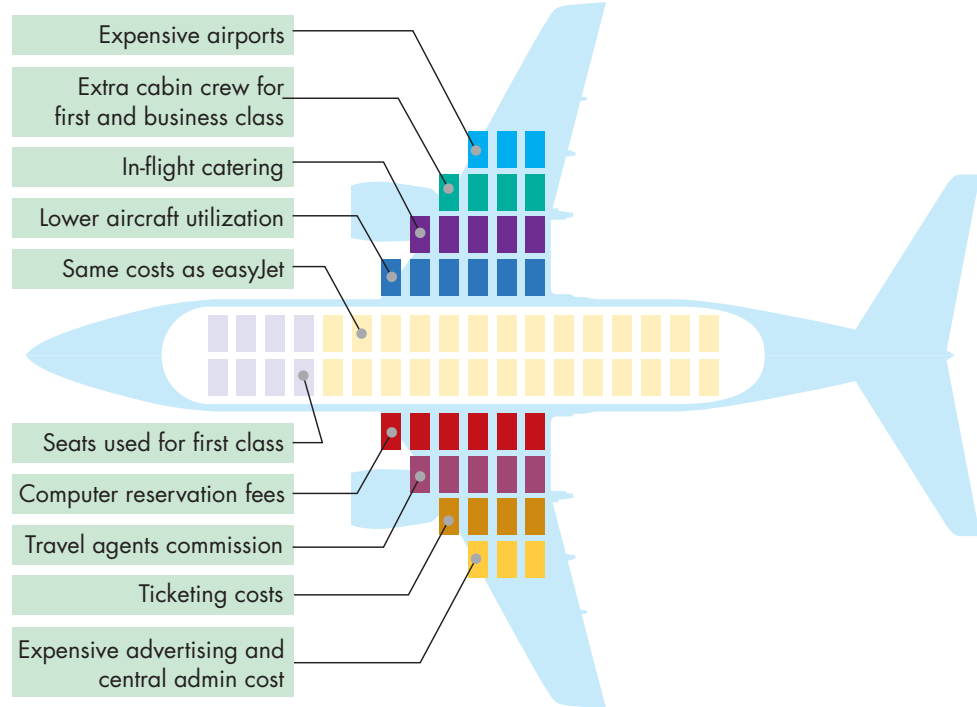 Expensive airports
Extra cabin crew for
first and business class
In-flight catering
Lower aircraft utilization
Same costs as easyJet
Seats used for first class
Computer reservation fees
Travel agents commission
Ticketing costs
Expensive advertising and
central admin cost